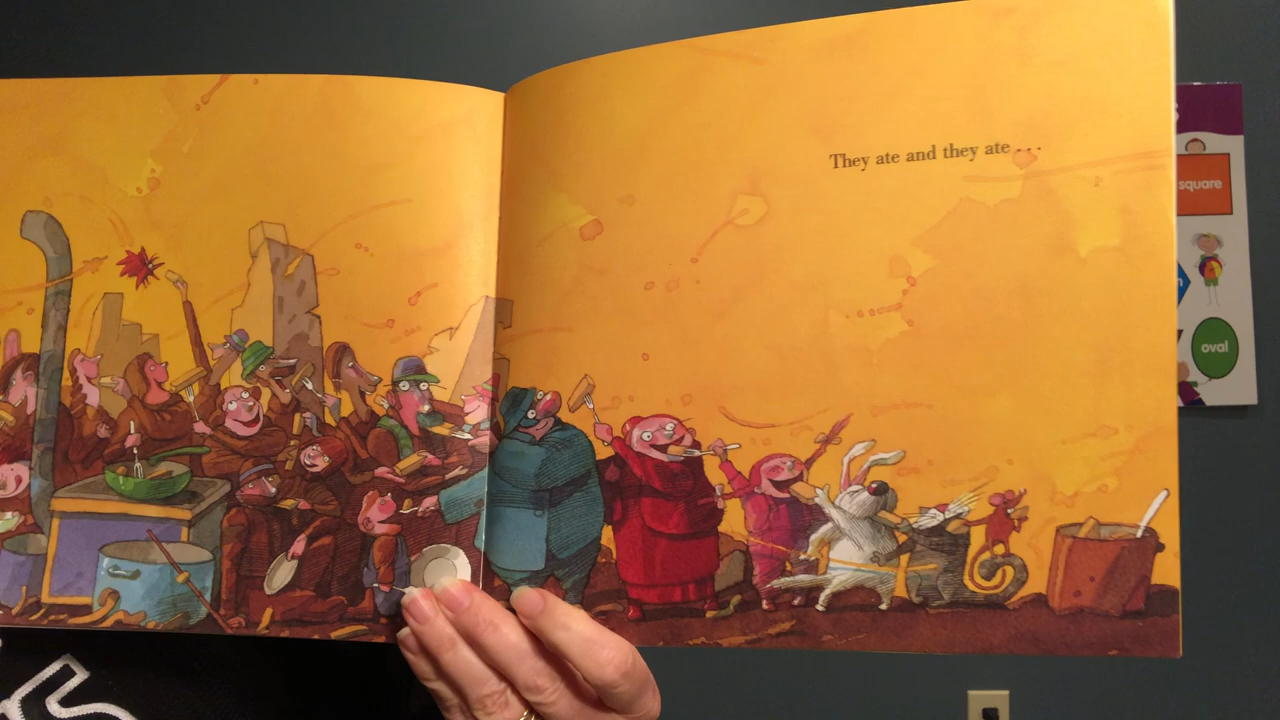 They ate and they ate . . .
square
oval